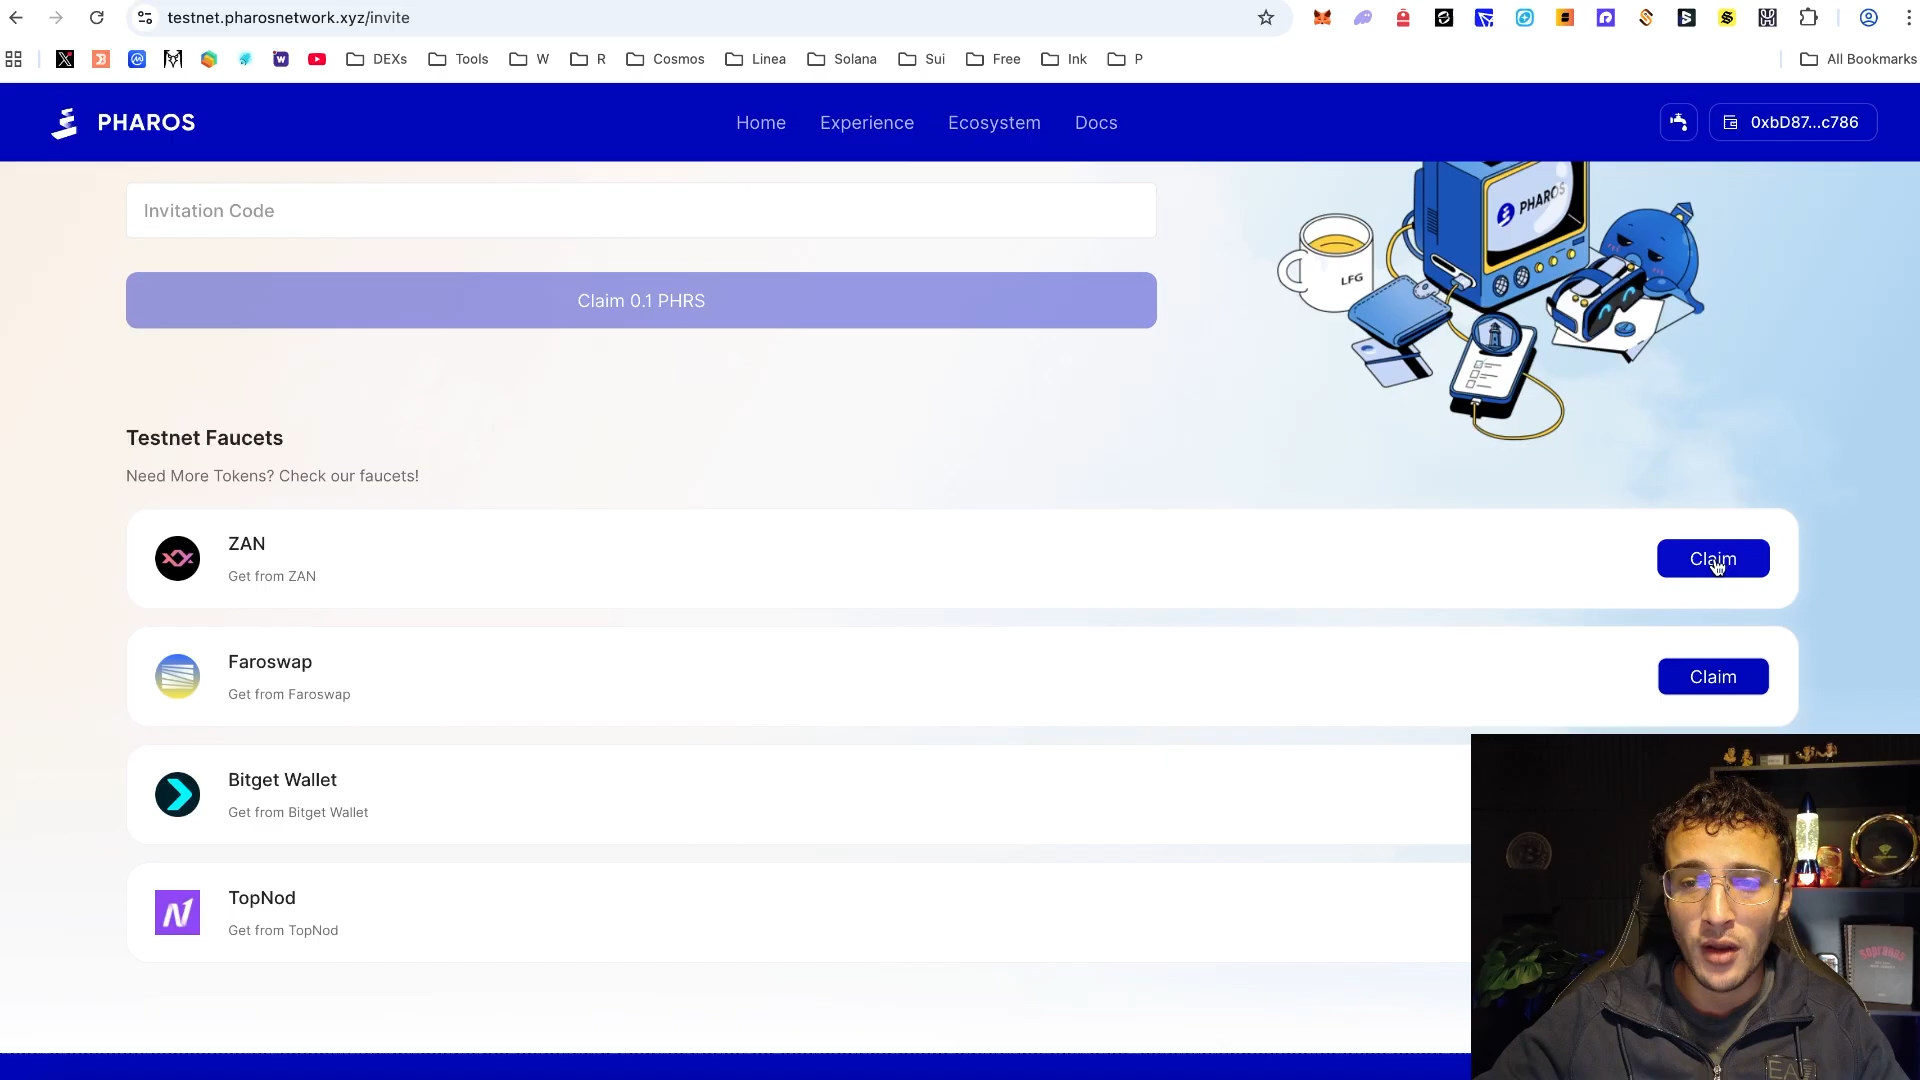 testnet.pharosnetwork.xyz/invite
DEXs
Tools
W
R
Cosmos
Linea
Solana
Sui
Free
Ink
P
All Bookmarks
PHAROS
Home
Experience
Ecosystem
Docs
0xbD87...c786
Invitation Code
PHAROS
LFG
Claim 0.1 PHRS
Testnet Faucets
Need More Tokens? Check our faucets!
ZAN
Get from ZAN
Claim
Faroswap
Get from Faroswap
Claim
Bitget Wallet
Get from Bitget Wallet
TopNod
Get from TopNod
Sopranos
EA